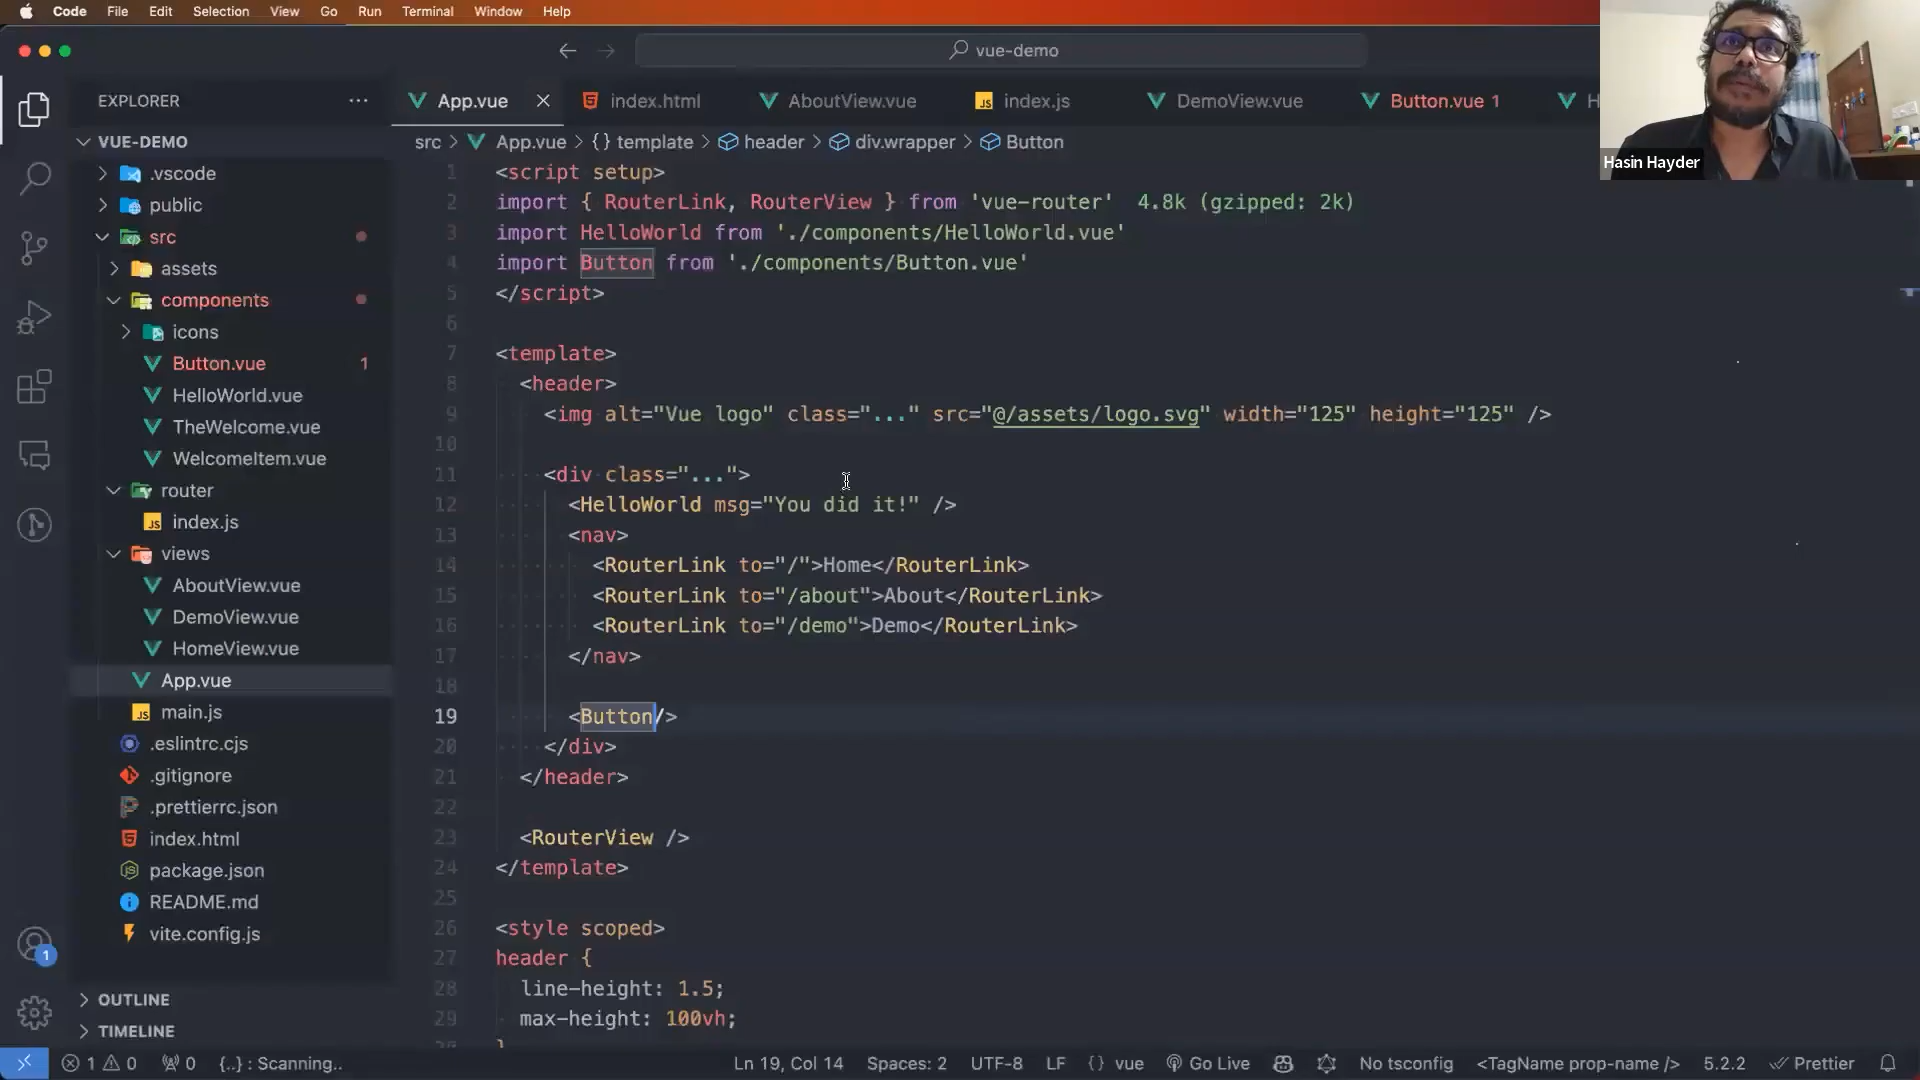 Code File Edit Selection View Go Run Terminal Window Help
vue-demo
EXPLORER
VUE-DEMO
.vscode
public
src
assets
components
icons
Button.vue 1
HelloWorld.vue
TheWelcome.vue
WelcomeItem.vue
router
index.js
views
AboutView.vue
DemoView.vue
HomeView.vue
App.vue
main.js
.eslintrc.cjs
.gitignore
.prettierrc.json
index.html
package.json
README.md
vite.config.js
OUTLINE
TIMELINE
1
App.vue index.html AboutView.vue JS index.js DemoView.vue Button.vue 1 H
src > App.vue > {} template > header > div.wrapper > Button
1 <script setup>
2 import { RouterLink, RouterView } from 'vue-router' 4.8k (gzipped: 2k)
3 import HelloWorld from './components/HelloWorld.vue'
4 import Button from './components/Button.vue'
5 </script>
6
7 <template>
8 <header>
9 <img alt="Vue logo" class="..." src="@/assets/logo.svg" width="125" height="125" />
10
11 <div class="...">
12 <HelloWorld msg="You did it!" />
13 <nav>
14 <RouterLink to="/">Home</RouterLink>
15 <RouterLink to="/about">About</RouterLink>
16 <RouterLink to="/demo">Demo</RouterLink>
17 </nav>
18
19 <Button/>
20 </div>
21 </header>
22
23 <RouterView />
24 </template>
25
26 <style scoped>
27 header {
28 line-height: 1.5;
29 max-height: 100vh;
}
Hasin Hayder
1 0 0 {..} : Scanning.. Ln 19, Col 14 Spaces: 2 UTF-8 LF {} vue Go Live No tsconfig <TagName prop-name /> 5.2.2 Prettier